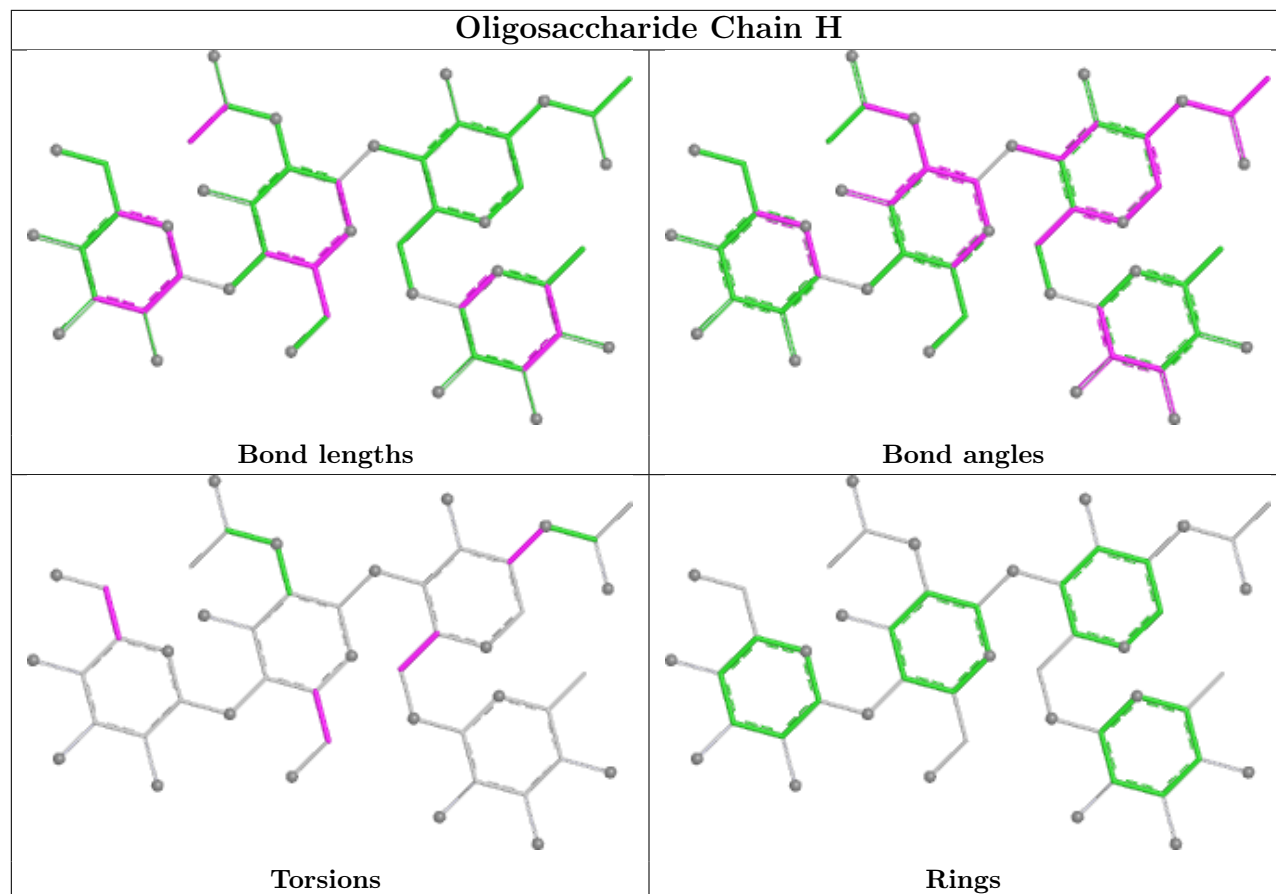 Oligosaccharide Chain H
Bond lengths
Bond angles
Torsions
Rings